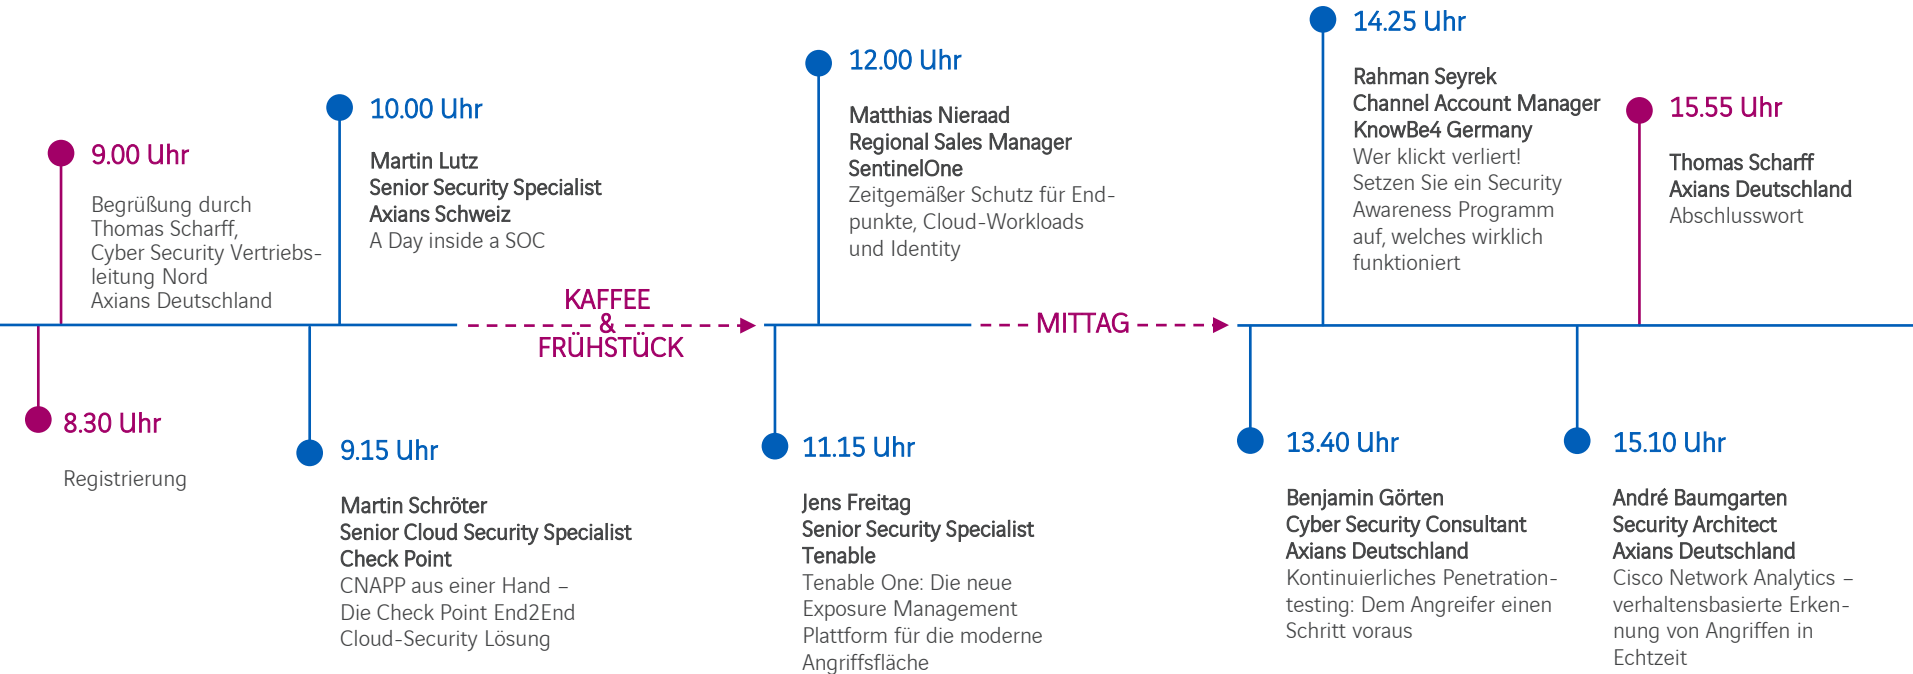 8.30 Uhr
Registrierung
9.00 Uhr
Begrüßung durch
Thomas Scharff,
Cyber Security Vertriebs-
leitung Nord
Axians Deutschland
9.15 Uhr
Martin Schröter
Senior Cloud Security Specialist
Check Point
CNAPP aus einer Hand –
Die Check Point End2End
Cloud-Security Lösung
10.00 Uhr
Martin Lutz
Senior Security Specialist
Axians Schweiz
A Day inside a SOC
KAFFEE
&
FRÜHSTÜCK
11.15 Uhr
Jens Freitag
Senior Security Specialist
Tenable
Tenable One: Die neue
Exposure Management
Plattform für die moderne
Angriffsfläche
12.00 Uhr
Matthias Nieraad
Regional Sales Manager
SentinelOne
Zeitgemäßer Schutz für End-
punkte, Cloud-Workloads
und Identity
MITTAG
13.40 Uhr
Benjamin Görten
Cyber Security Consultant
Axians Deutschland
Kontinuierliches Penetration-
testing: Dem Angreifer einen
Schritt voraus
14.25 Uhr
Rahman Seyrek
Channel Account Manager
KnowBe4 Germany
Wer klickt verliert!
Setzen Sie ein Security
Awareness Programm
auf, welches wirklich
funktioniert
15.10 Uhr
André Baumgarten
Security Architect
Axians Deutschland
Cisco Network Analytics –
verhaltensbasierte Erken-
nung von Angriffen in
Echtzeit
15.55 Uhr
Thomas Scharff
Axians Deutschland
Abschlusswort